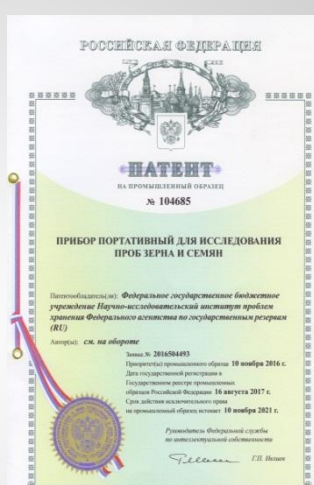 РОССИЙСКАЯ ФЕДЕРАЦИЯ
ПАТЕНТ
НА ПРОМЫШЛЕННЫЙ ОБРАЗЕЦ
№ 104685
ПРИБОР ПОРТАТИВНЫЙ ДЛЯ ИССЛЕДОВАНИЯ
ПРОБ ЗЕРНА И СЕМЯН
Патентообладатель(ли): Федеральное государственное бюджетное
учреждение Научно-исследовательский институт проблем
хранения Федерального агентства по государственным резервам
(RU)
Автор(ы): см. на обороте
Заявка № 2016504493
Приоритет(ы) промышленного образца 10 ноября 2016 г.
Дата государственной регистрации в
Государственном реестре промышленных
образцов Российской Федерации 16 августа 2017 г.
Срок действия исключительного права
на промышленный образец истекает 10 ноября 2021 г.
Руководитель Федеральной службы
по интеллектуальной собственности
Г.П. Ивлиев